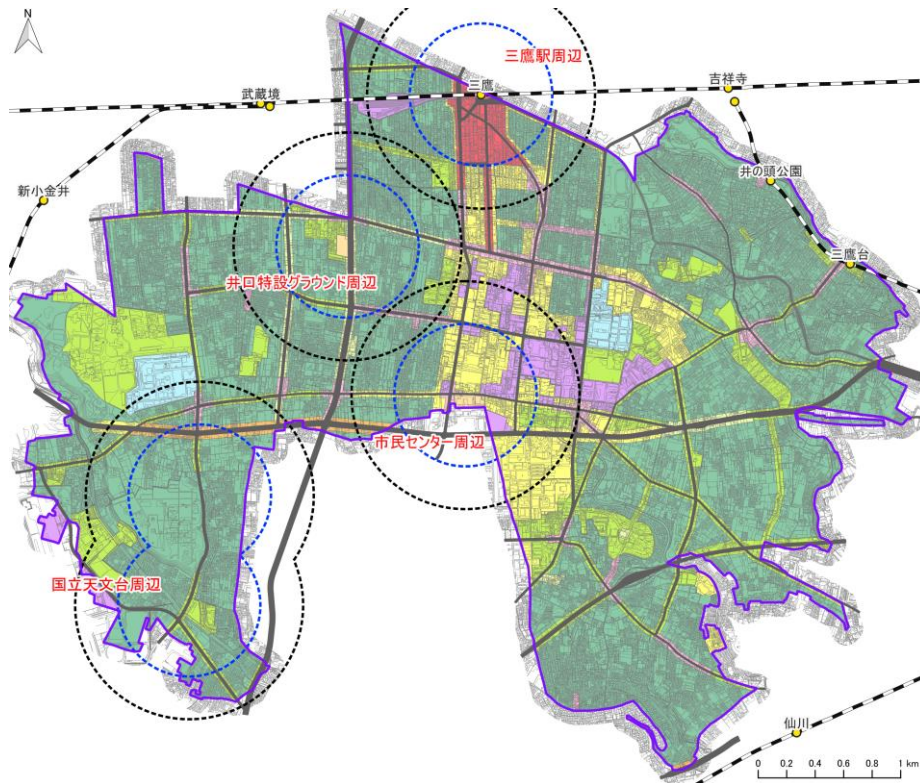 N
三鷹駅周辺
吉祥寺
三鷹
武蔵境
井の頭公園
新小金井
三鷹台
井口特設グラウンド周辺
市民センター周辺
国立天文台周辺
仙川
0 0.2 0.4 0.6 0.8 1 km